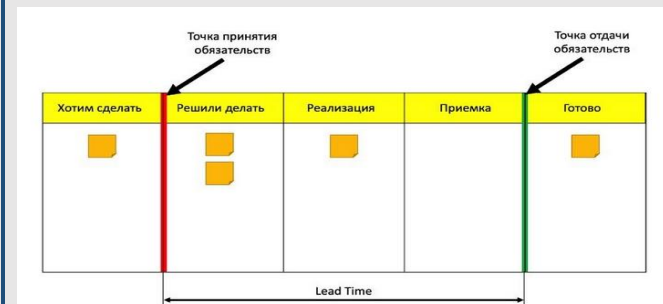 Точка принятия
обязательств
Точка отдачи
обязательств
Хотим сделать
Решили делать
Реализация
Приемка
Готово
Lead Time